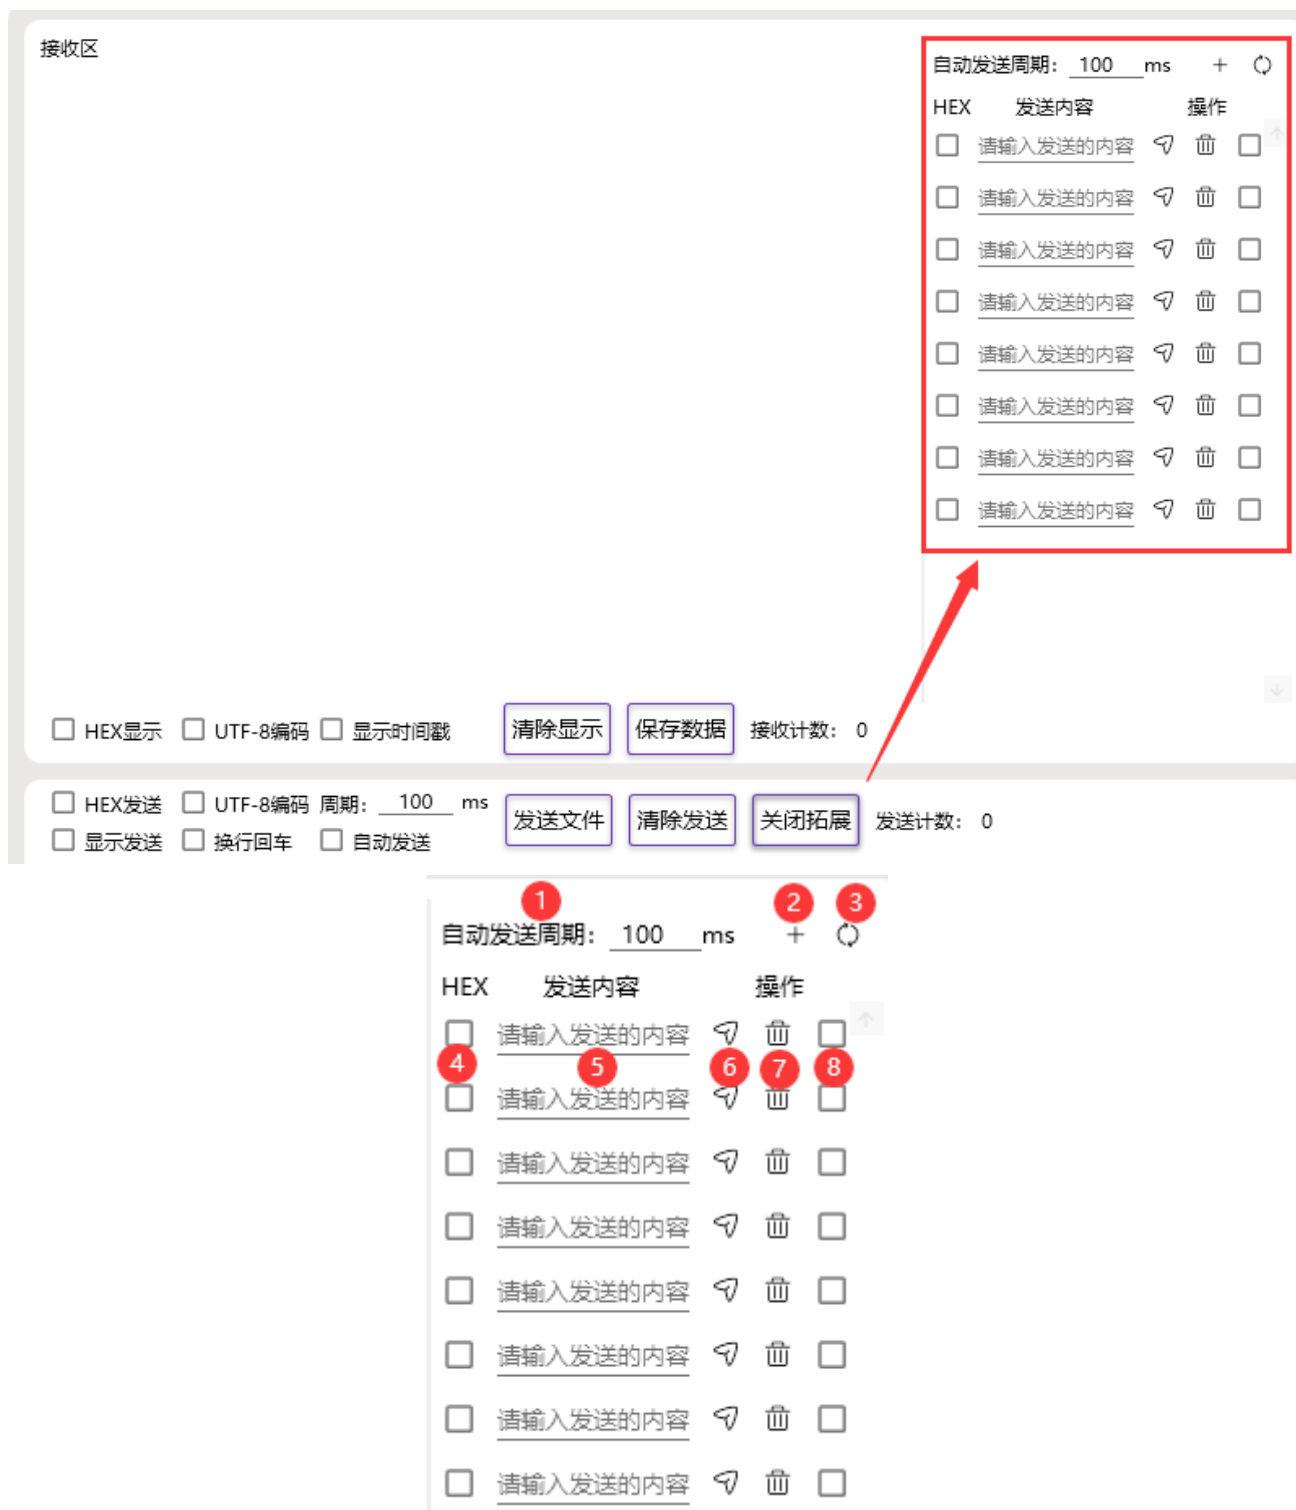 接收区
自动发送周期： 100 ms +
HEX 发送内容 操作
请输入发送的内容
请输入发送的内容
请输入发送的内容
请输入发送的内容
请输入发送的内容
请输入发送的内容
请输入发送的内容
请输入发送的内容
HEX显示 UTF-8编码 显示时间戳 清除显示 保存数据 接收计数： 0
HEX发送 UTF-8编码 周期： 100 ms 发送文件 清除发送 关闭拓展 发送计数： 0
显示发送 换行回车 自动发送
1 2 3
自动发送周期： 100 ms +
HEX 发送内容 操作
请输入发送的内容
4 5 6 7 8
请输入发送的内容
请输入发送的内容
请输入发送的内容
请输入发送的内容
请输入发送的内容
请输入发送的内容
请输入发送的内容